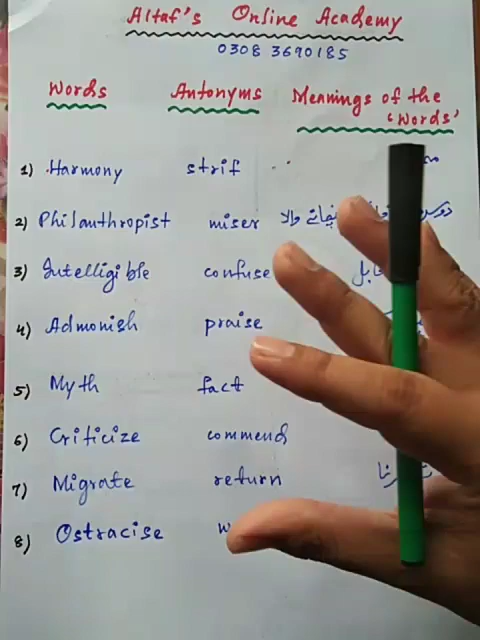 Altaf's Online Academy
0308 3690185
Words Antonyms Meanings of the
'Words'
1) Harmony strif
2) Philanthropist miser والا
3) Intelligible confuse
4) Admonish praise
5) Myth fact
6) Criticize commend
7) Migrate return
8) Ostracise